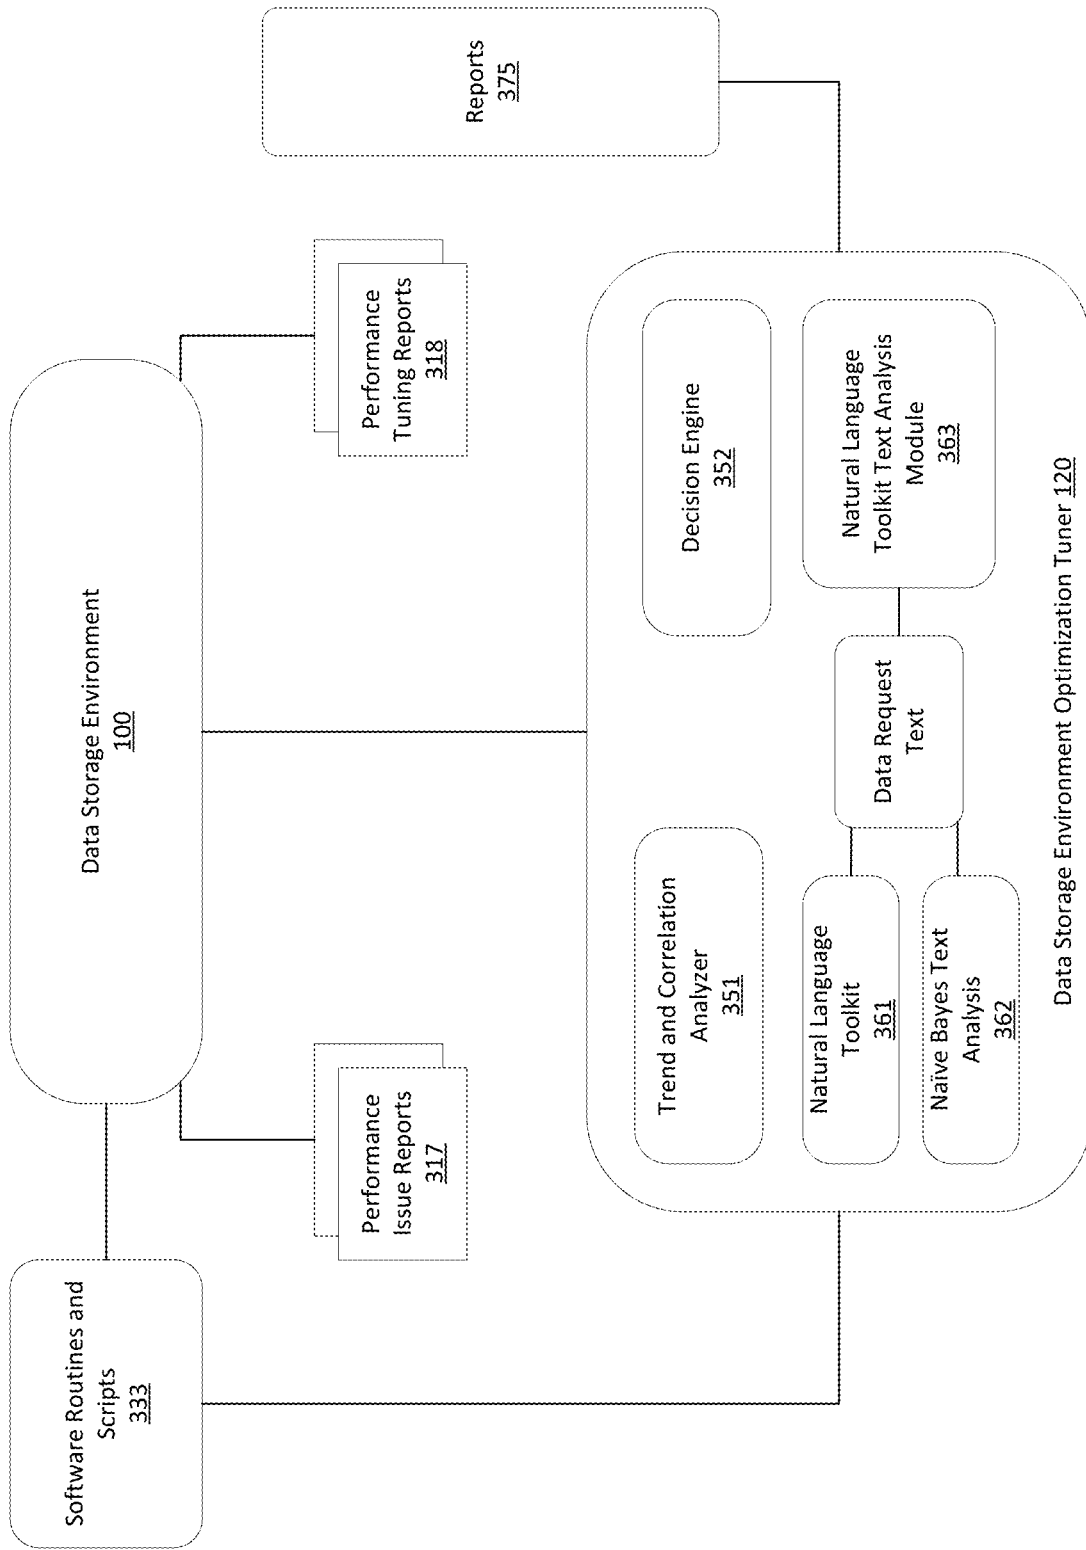 Software Routines and
Scripts
333
Data Storage Environment
100
Performance
Issue Reports
317
Performance
Tuning Reports
318
Reports
375
Trend and Correlation
Analyzer
351
Decision Engine
352
Natural Language
Toolkit
361
Naïve Bayes Text
Analysis
362
Data Request
Text
Natural Language
Toolkit Text Analysis
Module
363
Data Storage Environment Optimization Tuner 120